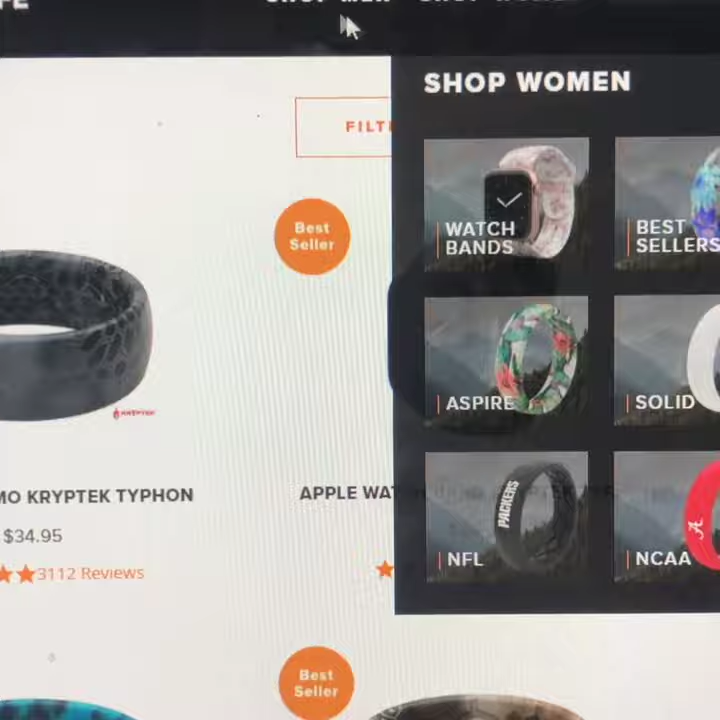 SHOP WOMEN
FILT
Best
Seller
WATCH
BANDS
BEST
SELLERS
KRYPTEK
ASPIRE
SOLID
MO KRYPTEK TYPHON
APPLE WAT
PACKERS
$34.95
3112 Reviews
NFL
A
NCAA
Best
Seller